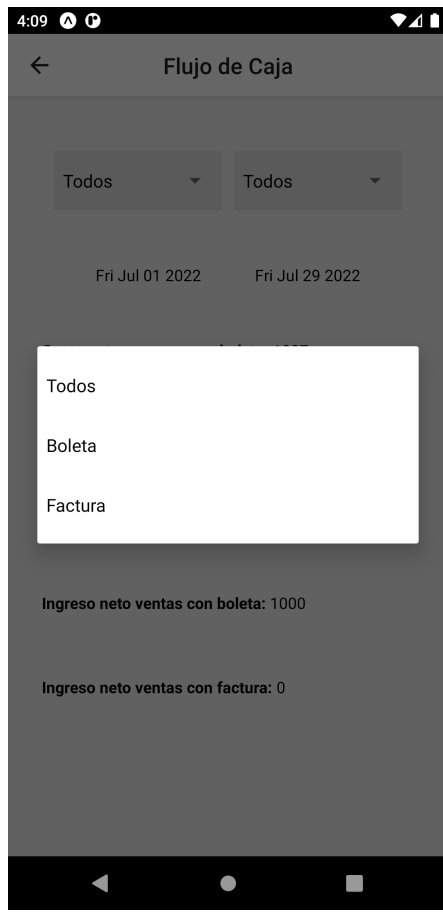 4:09
Flujo de Caja
Todos Todos
Fri Jul 01 2022 Fri Jul 29 2022
Todos
Boleta
Factura
Ingreso neto ventas con boleta: 1000
Ingreso neto ventas con factura: 0